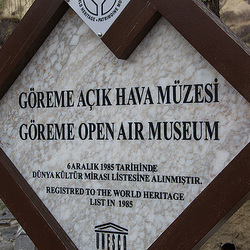 GÖREME AÇIK HAVA MÜZESİ
GÖREME OPEN AIR MUSEUM
6 ARALIK 1985 TARİHİNDE
DÜNYA KÜLTÜR MİRASI LİSTESİNE ALINMIŞTIR.
REGISTRED TO THE WORLD HERITAGE
LIST IN 1985
UNESCO